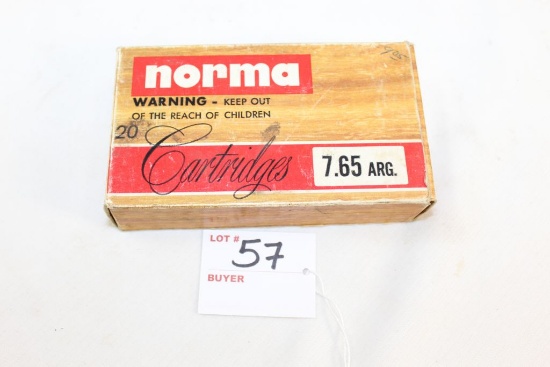 norma
WARNING - KEEP OUT
OF THE REACH OF CHILDREN
20
Cartridges
7.65 ARG.
LOT # 57
BUYER